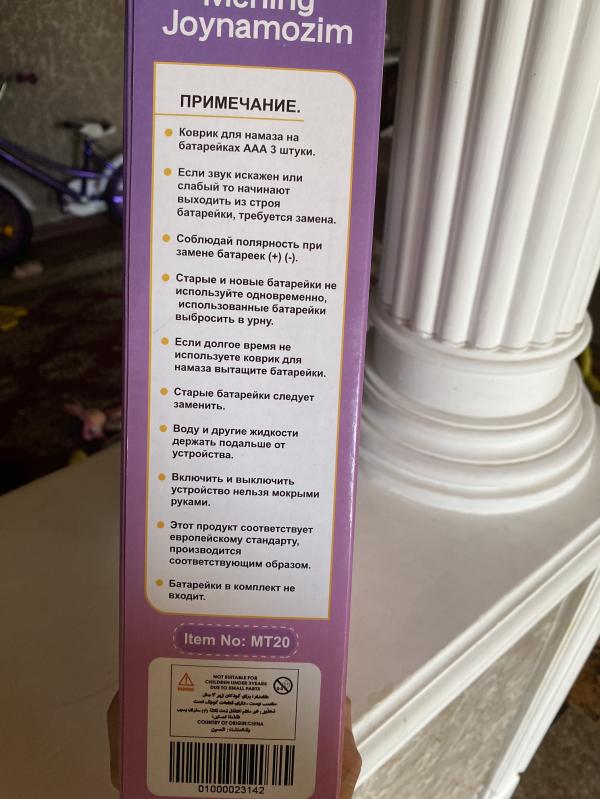 Mening
Joynamozim
ПРИМЕЧАНИЕ.
Коврик для намаза на
батарейках ААА 3 штуки.
Если звук искажен или
слабый то начинают
выходить из строя
батарейки, требуется замена.
Соблюдай полярность при
замене батареек (+) (-).
Старые и новые батарейки не
используйте одновременно,
использованные батарейки
выбросить в урну.
Если долгое время не
используете коврик для
намаза вытащите батарейки.
Старые батарейки следует
заменить.
Воду и другие жидкости
держать подальше от
устройства.
Включить и выключить
устройство нельзя мокрыми
руками.
Этот продукт соответствует
европейскому стандарту,
производится
соответствующим образом.
Батарейки в комплект не
входит.
Item No: MT20
WARNING
NOT SUITABLE FOR
CHILDREN UNDER 3YEARS
DUE TO SMALL PARTS
0-3
COUNTRY OF ORIGIN:CHINA
01000023142